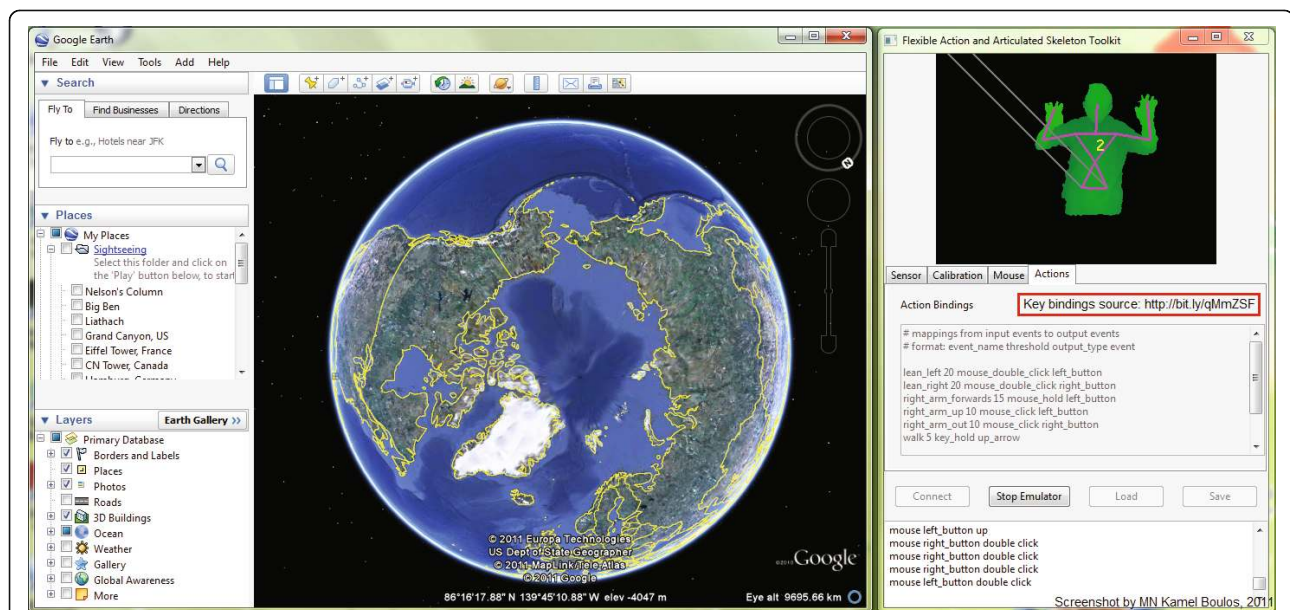 Google Earth
File Edit View Tools Add Help
Search
Fly To Find Businesses Directions
Fly to e.g., Hotels near JFK
Places
My Places
Sightseeing
Select this folder and click on
the 'Play' button below, to start
Nelson's Column
Big Ben
Liathach
Grand Canyon, US
Eiffel Tower, France
CN Tower, Canada
Layers
Earth Gallery >>
Primary Database
Borders and Labels
Places
Photos
Roads
3D Buildings
Ocean
Weather
Gallery
Global Awareness
More
N
© 2011 Europa Technologies
US Dept of State Geographer
© 2011 MapLink/Tele Atlas
© 2011 Google
©2010 Google
86°16'17.88" N 139°45'10.88" W elev -4047 m
Eye alt 9695.66 km
Flexible Action and Articulated Skeleton Toolkit
2
Sensor Calibration Mouse Actions
Action Bindings
Key bindings source: http://bit.ly/qMmZSF
# mappings from input events to output events
# format: event_name threshold output_type event
lean_left 20 mouse_double_click left_button
lean_right 20 mouse_double_click right_button
right_arm_forwards 15 mouse_hold left_button
right_arm_up 10 mouse_click left_button
right_arm_out 10 mouse_click right_button
walk 5 key_hold up_arrow
Connect Stop Emulator Load Save
mouse left_button up
mouse right_button double click
mouse right_button double click
mouse right_button double click
mouse left_button double click
Screenshot by MN Kamel Boulos, 2011